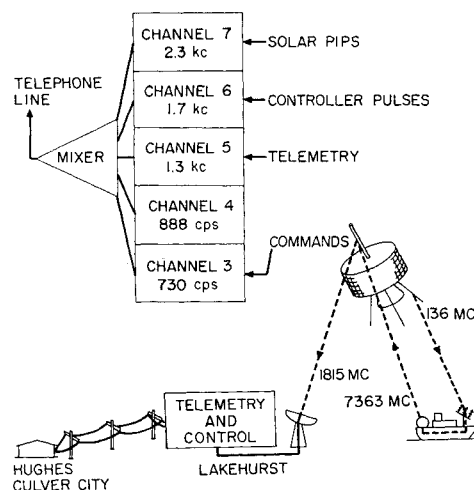 CHANNEL 7
2.3 kc
SOLAR PIPS
TELEPHONE
LINE
CHANNEL 6
1.7 kc
CONTROLLER PULSES
MIXER
CHANNEL 5
1.3 kc
TELEMETRY
CHANNEL 4
888 cps
CHANNEL 3
730 cps
COMMANDS
136 MC
1815 MC
7363 MC
TELEMETRY
AND
CONTROL
LAKEHURST
HUGHES
CULVER CITY